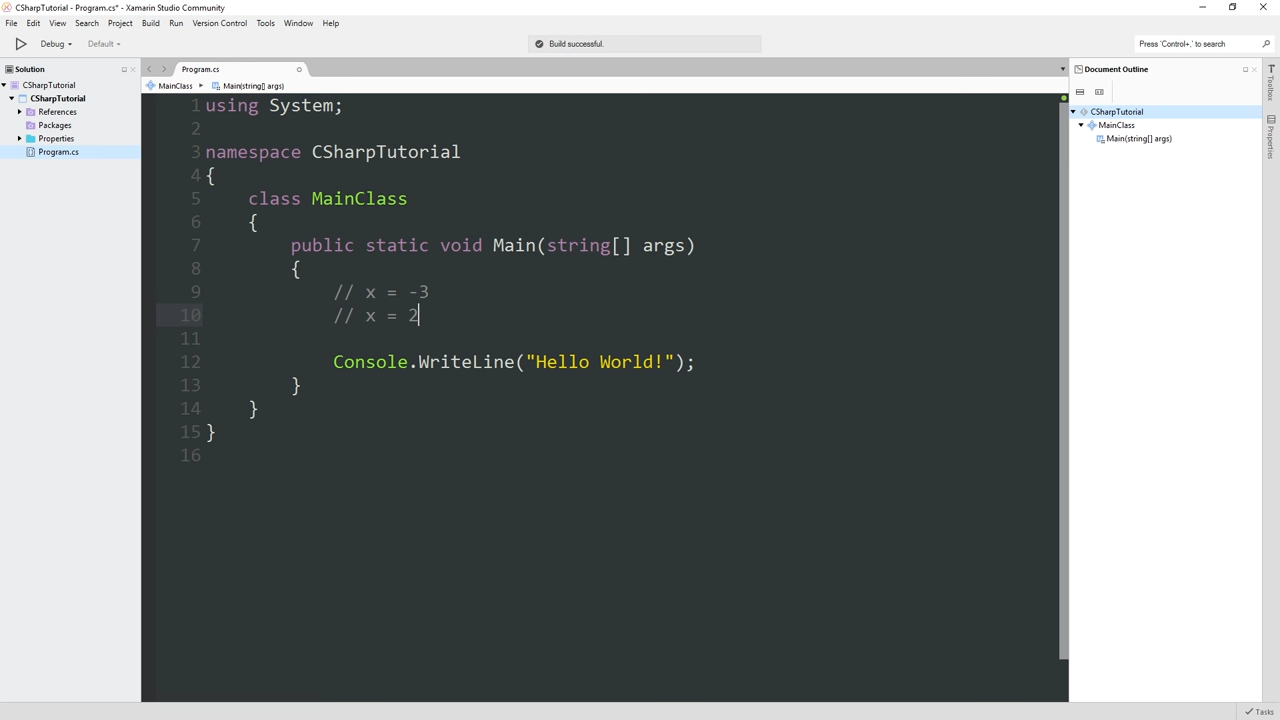 CSharpTutorial - Program.cs* - Xamarin Studio Community
File Edit View Search Project Build Run Version Control Tools Window Help
Debug Default Build successful. Press 'Control+,' to search
Solution
CSharpTutorial
CSharpTutorial
References
Packages
Properties
Program.cs
Program.cs
MainClass Main(string[] args)
1 using System;
2
3 namespace CSharpTutorial
4 {
5 class MainClass
6 {
7 public static void Main(string[] args)
8 {
9 // x = -3
10 // x = 2
11
12 Console.WriteLine("Hello World!");
13 }
14 }
15 }
16
Document Outline
CSharpTutorial
MainClass
Main(string[] args)
Toolbox
Properties
Tasks